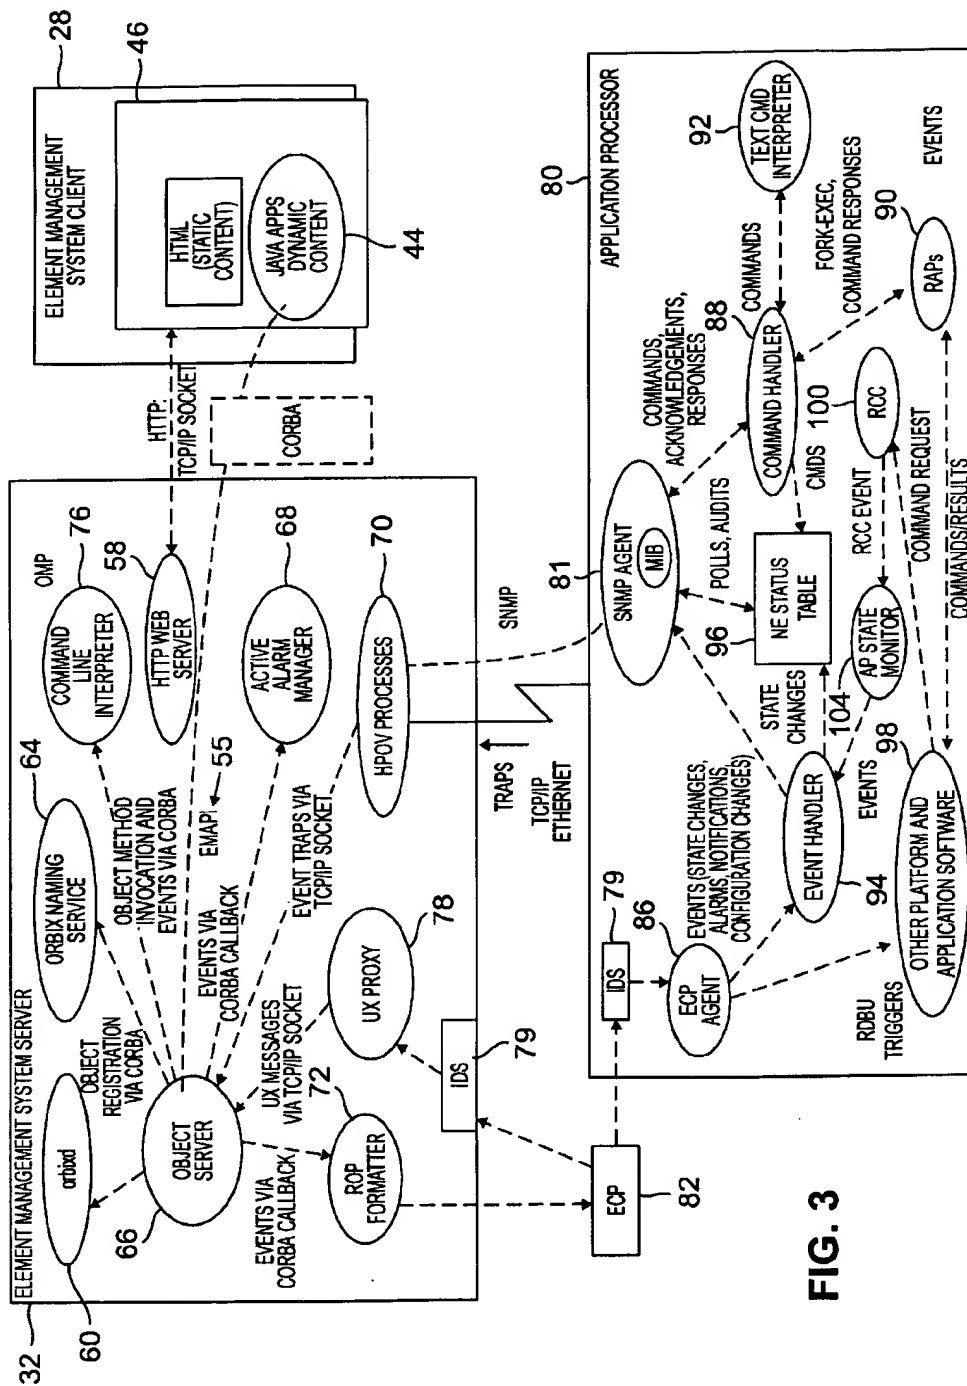 32
ELEMENT MANAGEMENT SYSTEM SERVER
60
orbixd
64
ORBIX NAMING
SERVICE
OMP
76
COMMAND
LINE
INTERPRETER
58
HTTP WEB
SERVER
OBJECT
REGISTRATION
VIA CORBA
OBJECT METHOD
INVOCATION AND
EVENTS VIA CORBA
EMAPI
55
66
OBJECT
SERVER
EVENTS VIA
CORBA CALLBACK
68
ACTIVE
ALARM
MANAGER
EVENT TRAPS VIA
TCP/IP SOCKET
70
HPOV PROCESSES
UX MESSAGES
VIA TCP/IP SOCKET
EVENTS VIA
CORBA CALLBACK
72
ROP
FORMATTER
UX PROXY
78
IDS
79
HTTP:
TCP/IP SOCKET
CORBA
ELEMENT MANAGEMENT
SYSTEM CLIENT
28
46
HTML
(STATIC
CONTENT)
JAVA APPS
DYNAMIC
CONTENT
44
ECP
82
TRAPS
TCP/IP
ETHERNET
SNMP
80
APPLICATION PROCESSOR
79
IDS
86
ECP
AGENT
EVENTS (STATE CHANGES,
ALARMS, NOTIFICATIONS,
CONFIGURATION CHANGES)
81
SNMP AGENT
MIB
COMMANDS,
ACKNOWLEDGEMENTS,
RESPONSES
POLLS, AUDITS
88
COMMAND HANDLER
COMMANDS
92
TEXT CMD
INTERPRETER
EVENT HANDLER
94
STATE
CHANGES
96
NE STATUS
TABLE
CMDS
FORK-EXEC,
COMMAND RESPONSES
104
AP STATE
MONITOR
EVENTS
RCC EVENT
100
RCC
90
RAPs
EVENTS
COMMAND REQUEST
COMMANDS/RESULTS
RDBU
TRIGGERS
98
OTHER PLATFORM AND
APPLICATION SOFTWARE
FIG. 3